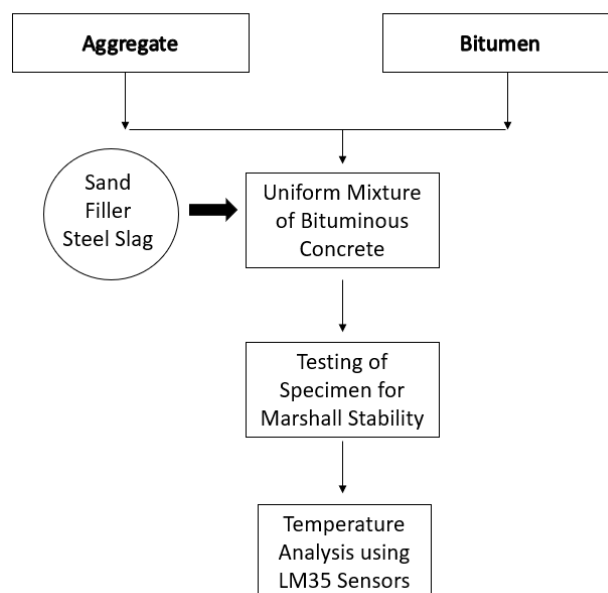 Aggregate
Bitumen
Sand
Filler
Steel Slag
Uniform Mixture
of Bituminous
Concrete
Testing of
Specimen for
Marshall Stability
Temperature
Analysis using
LM35 Sensors